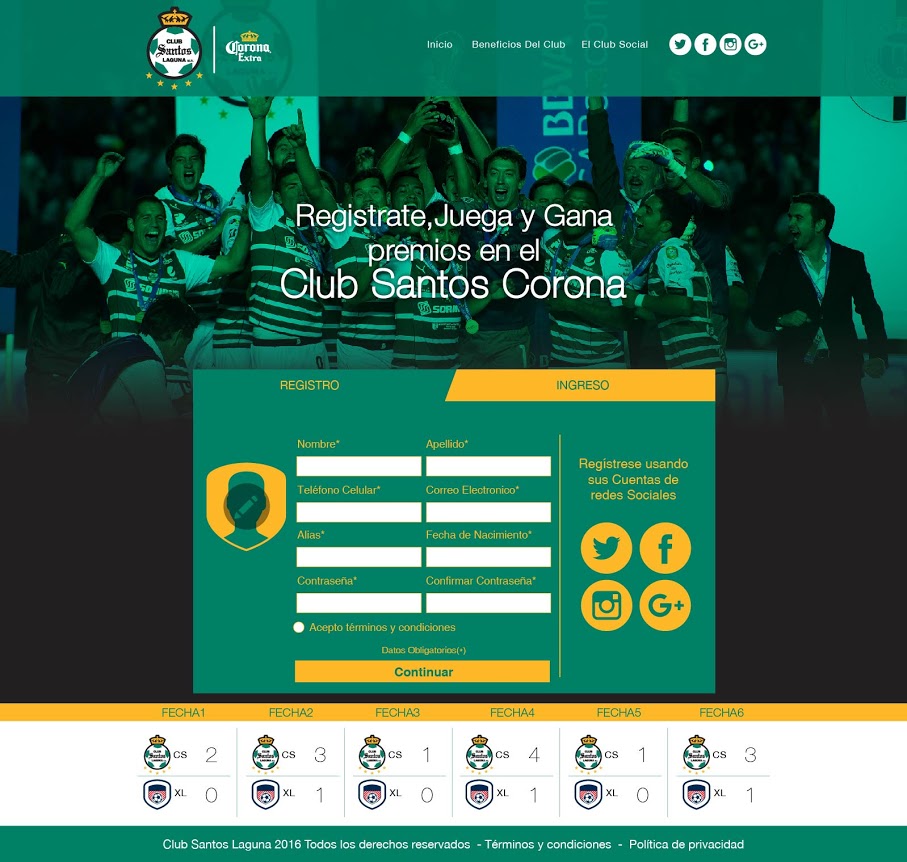 CLUB
Santos
LAGUNA
Corona
Extra
Inicio
Beneficios Del Club
El Club Social
G+
BBVA
Registrate,Juega y Gana
premios en el
Club Santos Corona
REGISTRO
INGRESO
Nombre*
Apellido*
Teléfono Celular*
Correo Electronico*
Alias*
Fecha de Nacimiento*
Contraseña*
Confirmar Contraseña*
Acepto términos y condiciones
Datos Obligatorios(*)
Continuar
Regístrese usando
sus Cuentas de
redes Sociales
G+
FECHA1
FECHA2
FECHA3
FECHA4
FECHA5
FECHA6
CS 2
CS 3
CS 1
CS 4
CS 1
CS 3
XL 0
XL 1
XL 0
XL 1
XL 0
XL 1
Club Santos Laguna 2016 Todos los derechos reservados - Términos y condiciones - Política de privacidad